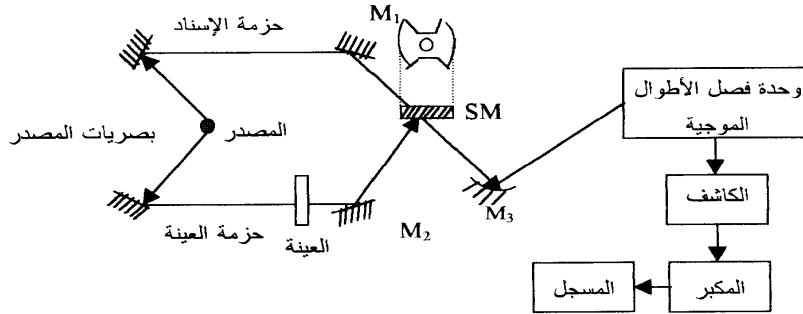 حزمة الإسناد
M₁
SM
وحدة فصل الأطوال
الموجية
بصريات المصدر
المصدر
M₃
الكاشف
M₂
حزمة العينة
العينة
المكبر
المسجل